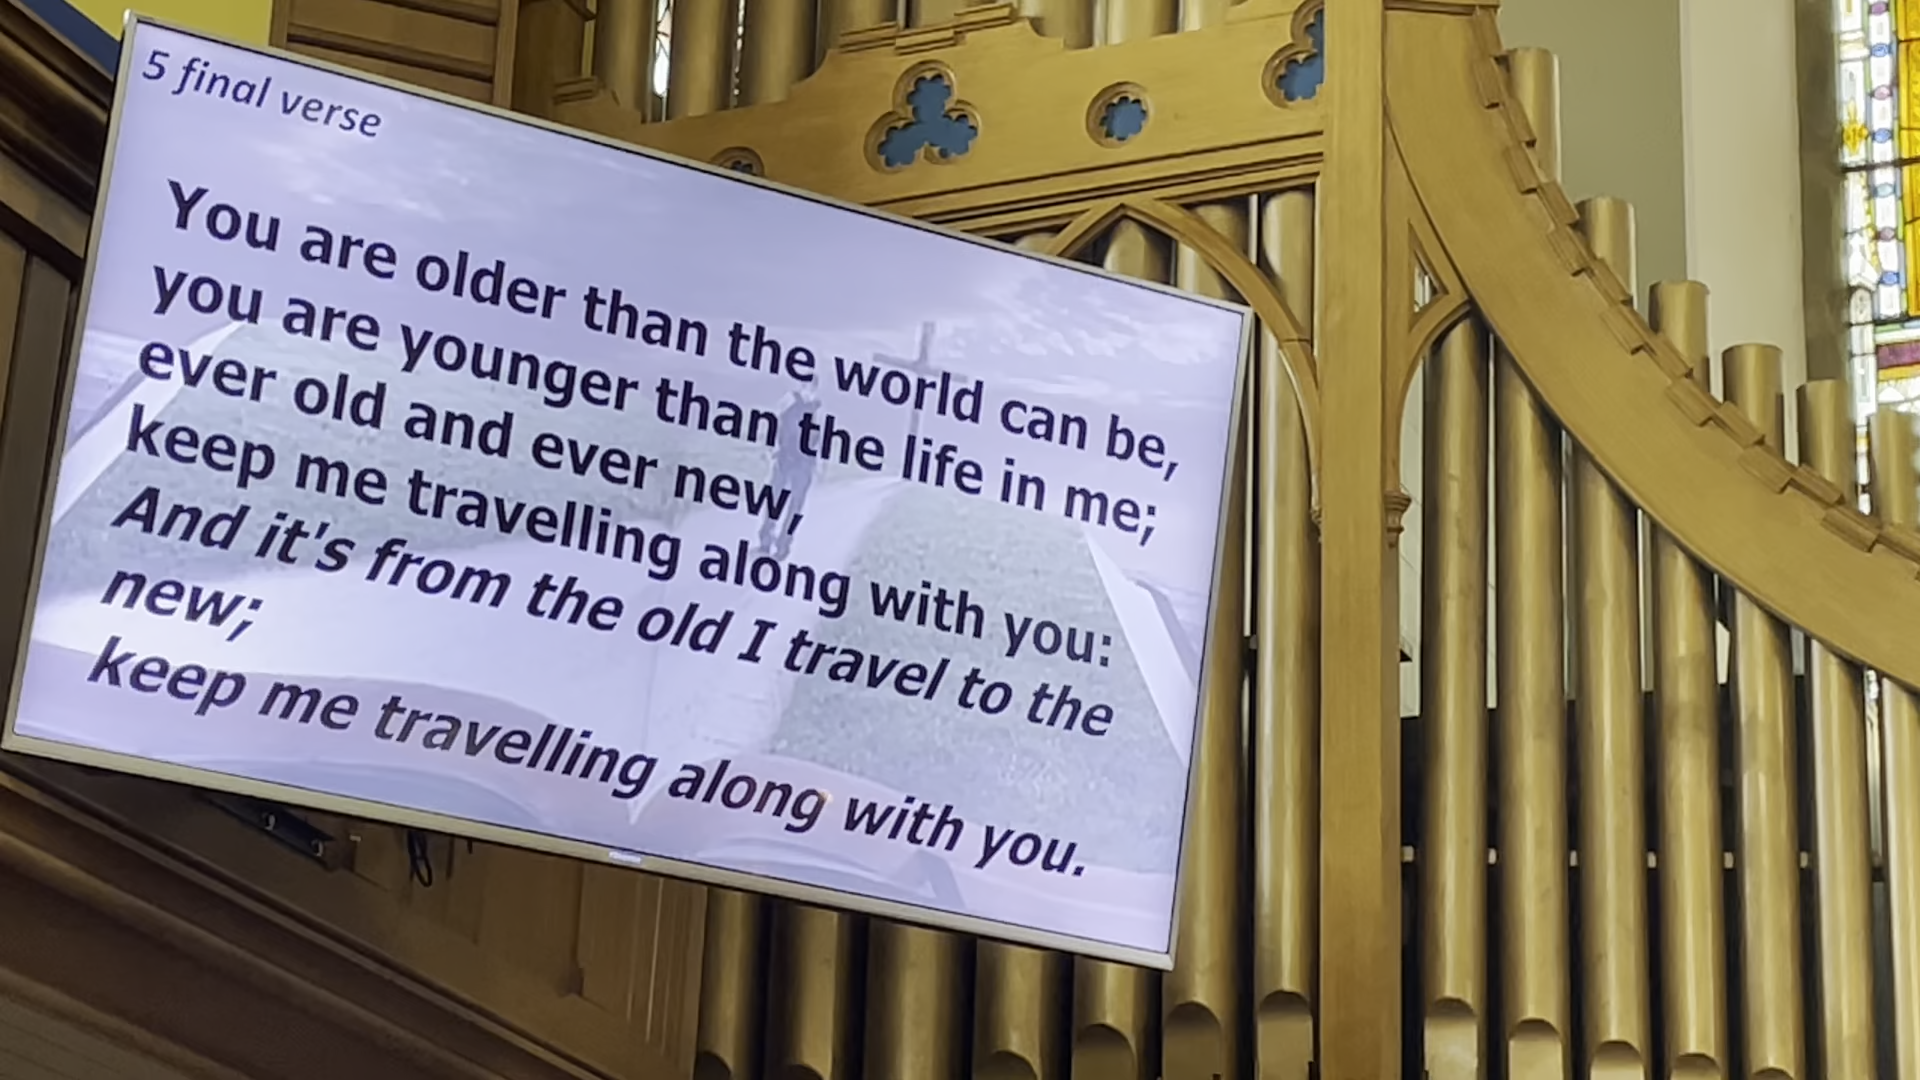 5 final verse
You are older than the world can be,
you are younger than the life in me;
ever old and ever new,
keep me travelling along with you:
And it's from the old I travel to the
new;
keep me travelling along with you.